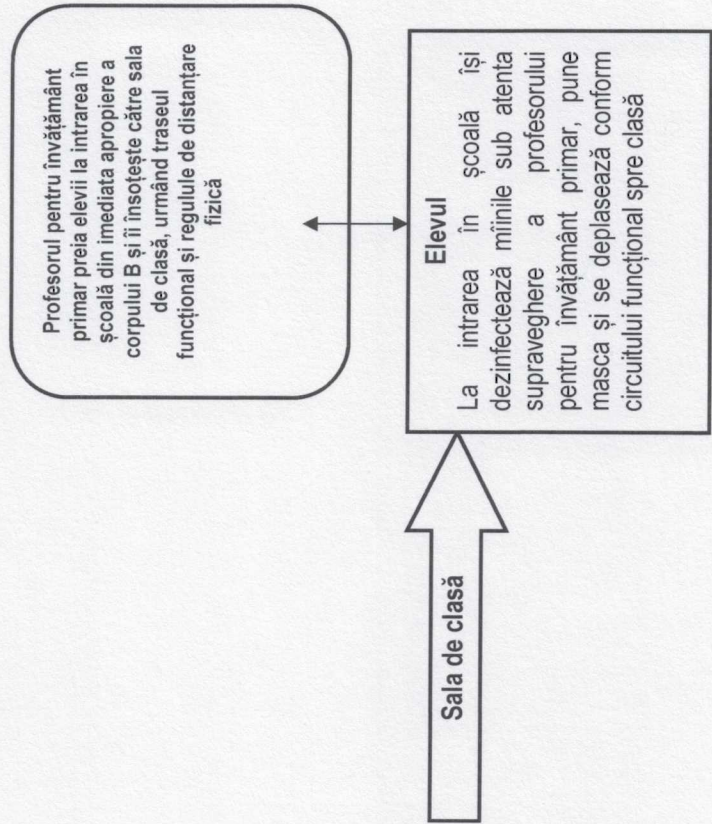 Profesorul pentru învățământ
primar preia elevii la intrarea în
școală din imediata apropiere a
corpului B și îi însoțește către sala
de clasă, urmând traseul
funcțional și regulule de distanțare
fizică
Elevul
La intrarea în școală își
dezinfectează mîinile sub atenta
supraveghere a profesorului
pentru învățământ primar, pune
masca și se deplasează conform
circuitului funcțional spre clasă
Sala de clasă